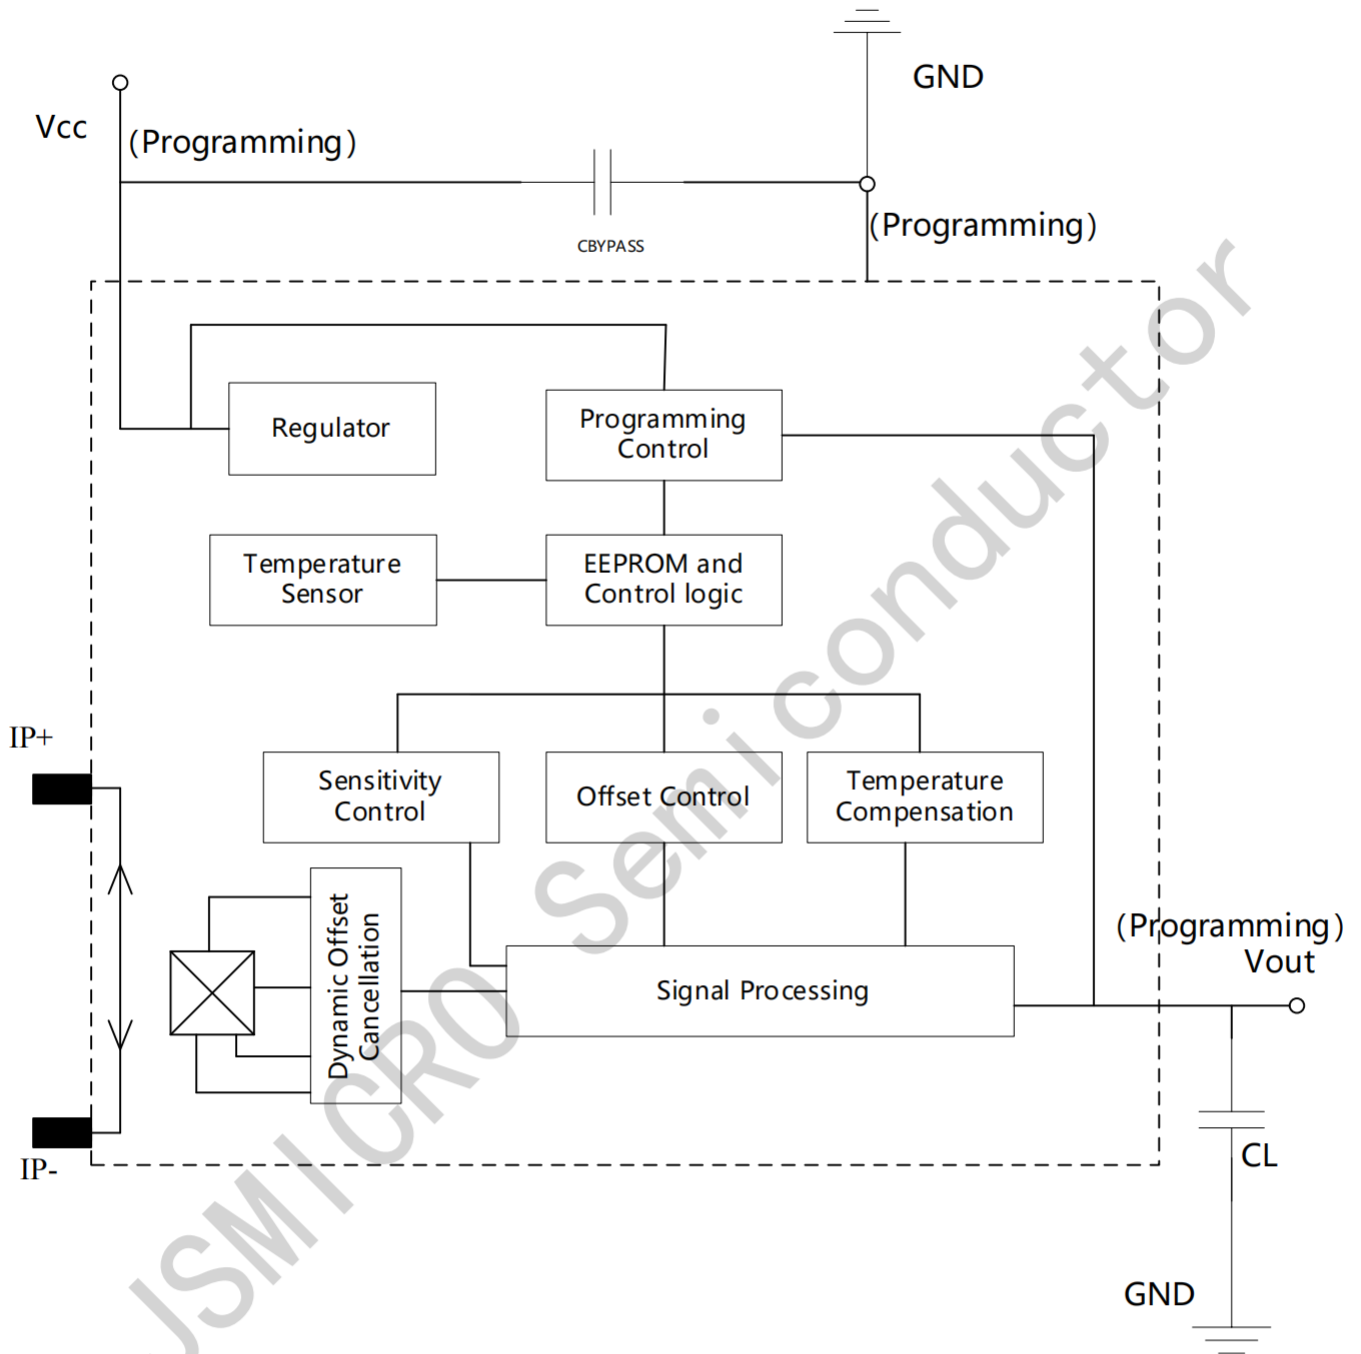 GND
Vcc
(Programming)
(Programming)
CBYPASS
Regulator
Programming
Control
Temperature
Sensor
EEPROM and
Control logic
IP+
Sensitivity
Control
Offset Control
Temperature
Compensation
Dynamic Offset
Cancellation
Signal Processing
(Programming)
Vout
IP-
CL
GND
JSMICRO Semiconductor